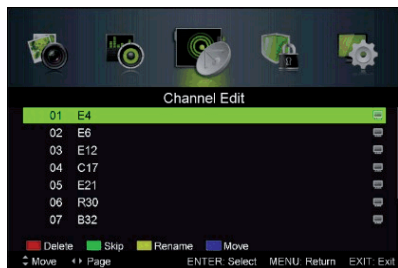 Channel Edit
01 E4
02 E6
03 E12
04 C17
05 E21
06 R30
07 B32
Delete Skip Rename Move
Move Page ENTER: Select MENU: Return EXIT: Exit